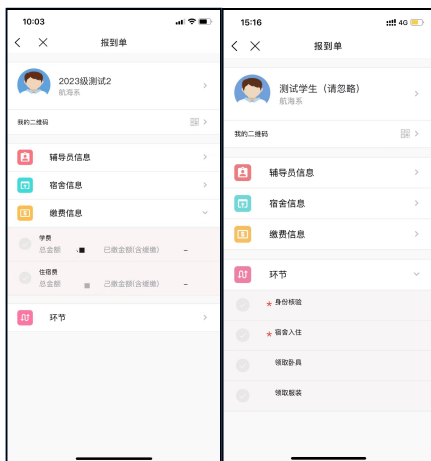 10:03
报到单
2023级测试2
航海系
我的二维码
辅导员信息
宿舍信息
缴费信息
学费
总金额 已缴金额(含缓缴) -
住宿费
总金额 已缴金额(含缓缴) -
环节
15:16 4G
报到单
测试学生（请忽略）
航海系
我的二维码
辅导员信息
宿舍信息
缴费信息
环节
* 身份核验
* 宿舍入住
领取卧具
领取服装